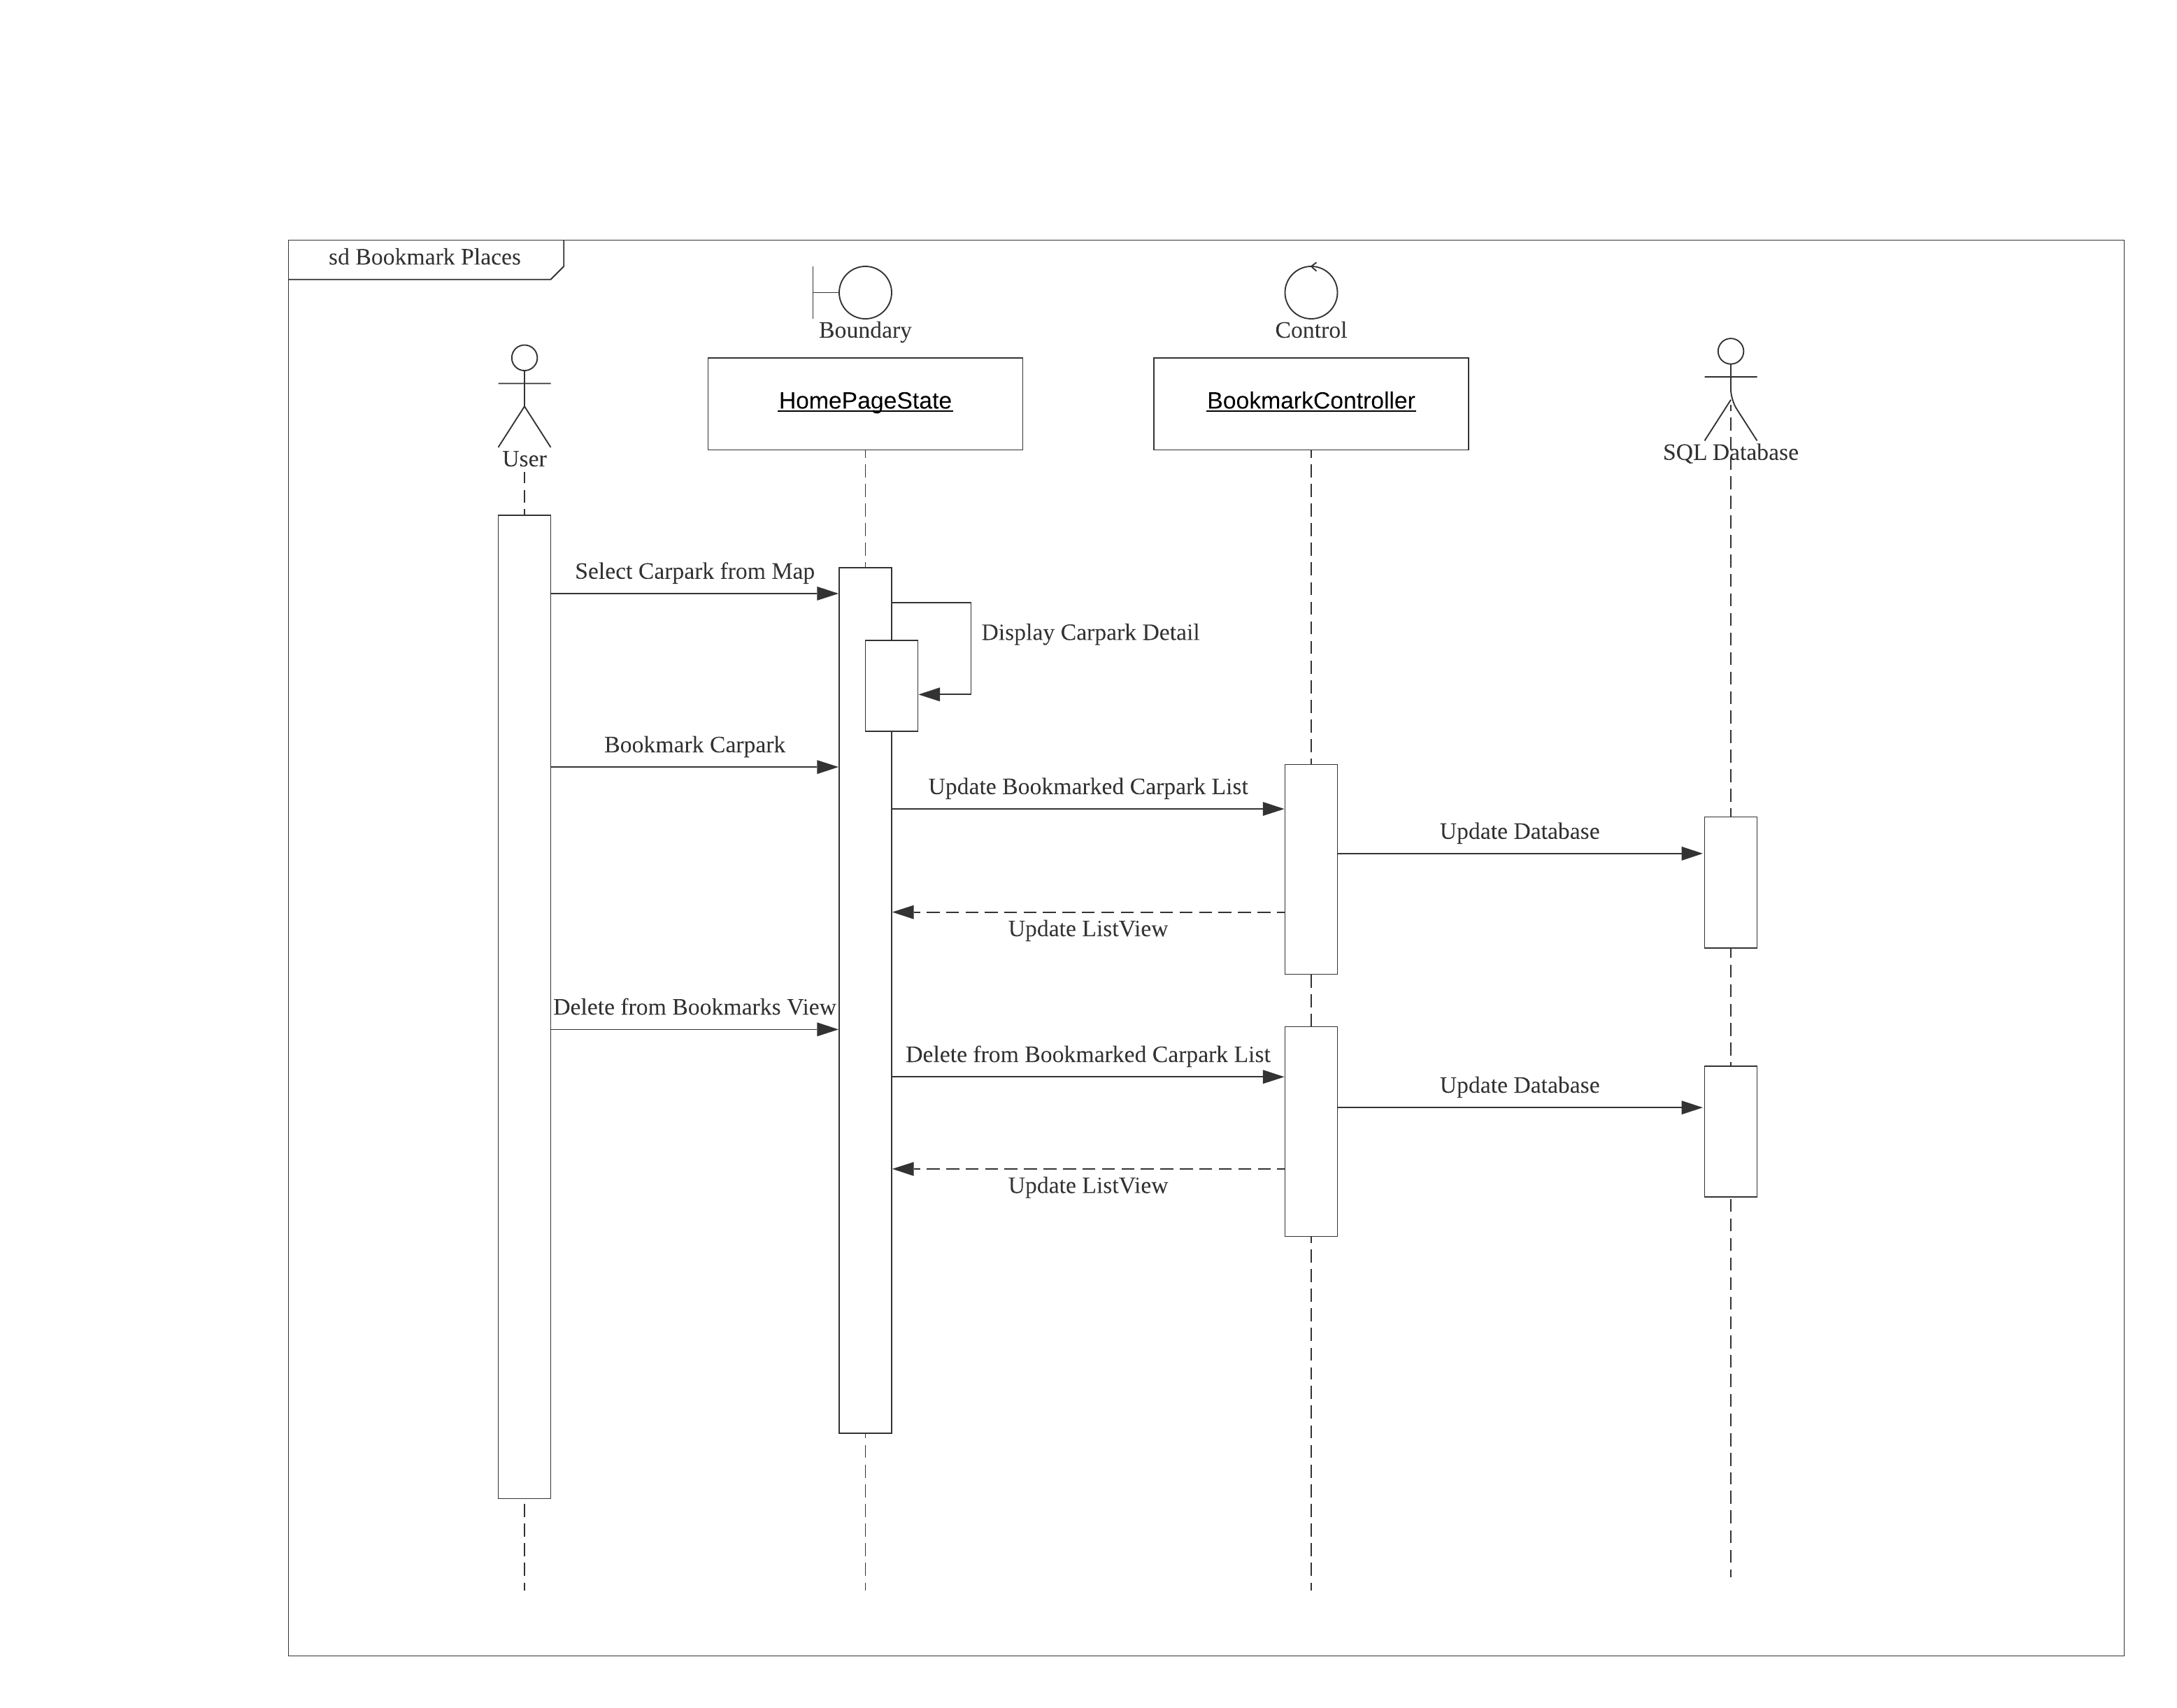 sd Bookmark Places
Boundary
Control
HomePageState
BookmarkController
User
SQL Database
Select Carpark from Map
Display Carpark Detail
Bookmark Carpark
Update Bookmarked Carpark List
Update Database
Update ListView
Delete from Bookmarks View
Delete from Bookmarked Carpark List
Update Database
Update ListView